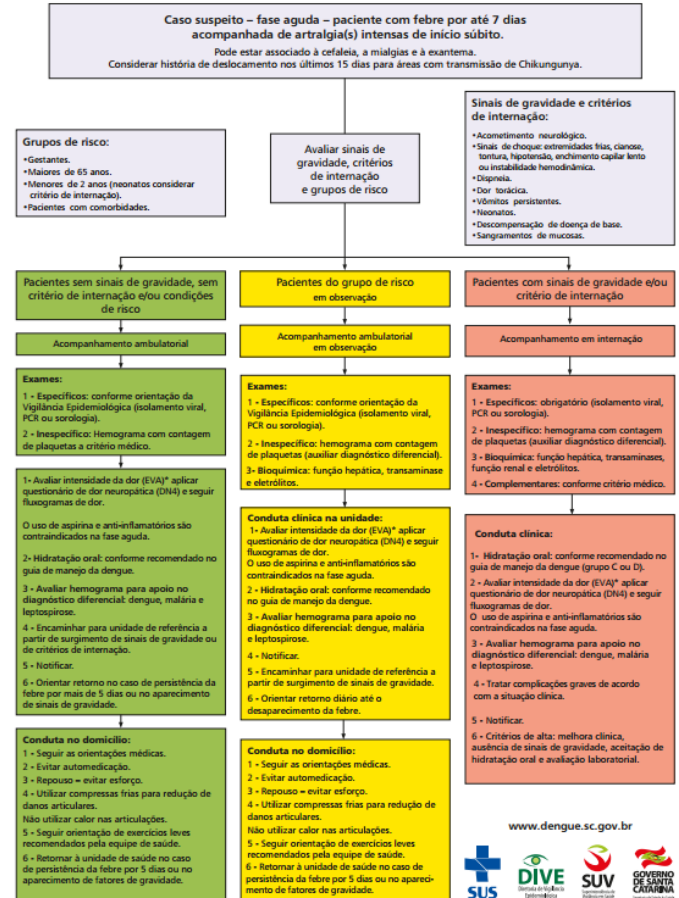 Caso suspeito – fase aguda – paciente com febre por até 7 dias
acompanhada de artralgia(s) intensas de início súbito.
Pode estar associado à cefaleia, a mialgias e à exantema.
Considerar história de deslocamento nos últimos 15 dias para áreas com transmissão de Chikungunya.
Grupos de risco:
•Gestantes.
•Maiores de 65 anos.
•Menores de 2 anos (neonatos considerar
critério de internação).
•Pacientes com comorbidades.
Avaliar sinais de
gravidade, critérios
de internação
e grupos de risco
Sinais de gravidade e critérios
de internação:
•Acometimento neurológico.
•Sinais de choque: extremidades frias, cianose,
tontura, hipotensão, enchimento capilar lento
ou instabilidade hemodinâmica.
•Dispneia.
•Dor torácica.
•Vômitos persistentes.
•Neonatos.
•Descompensação de doença de base.
•Sangramentos de mucosas.
Pacientes sem sinais de gravidade, sem
critério de internação e/ou condições
de risco
Acompanhamento ambulatorial
Exames:
1 - Específicos: conforme orientação da
Vigilância Epidemiológica (isolamento viral,
PCR ou sorologia).
2 - Inespecífico: Hemograma com contagem
de plaquetas a critério médico.
1- Avaliar intensidade da dor (EVA)* aplicar
questionário de dor neuropática (DN4) e seguir
fluxogramas de dor.
O uso de aspirina e anti-inflamatórios são
contraindicados na fase aguda.
2- Hidratação oral: conforme recomendado no
guia de manejo da dengue.
3 - Avaliar hemograma para apoio no
diagnóstico diferencial: dengue, malária e
leptospirose.
4 - Encaminhar para unidade de referência a
partir de surgimento de sinais de gravidade ou
de critérios de internação.
5 - Notificar.
6 - Orientar retorno no caso de persistência da
febre por mais de 5 dias ou no aparecimento
de sinais de gravidade.
Conduta no domicílio:
1 - Seguir as orientações médicas.
2 - Evitar automedicação.
3 - Repouso = evitar esforço.
4 - Utilizar compressas frias para redução de
danos articulares.
Não utilizar calor nas articulações.
5 - Seguir orientação de exercícios leves
recomendados pela equipe de saúde.
6 - Retornar à unidade de saúde no caso
de persistência da febre por 5 dias ou no
aparecimento de fatores de gravidade.
Pacientes do grupo de risco
em observação
Acompanhamento ambulatorial
em observação
Exames:
1 - Específicos: conforme orientação da
Vigilância Epidemiológica (isolamento viral,
PCR ou sorologia).
2 - Inespecífico: hemograma com contagem
de plaquetas (auxiliar diagnóstico diferencial).
3- Bioquímica: função hepática, transaminase
e eletrólitos.
Conduta clínica na unidade:
1- Avaliar intensidade da dor (EVA)* aplicar
questionário de dor neuropática (DN4) e seguir
fluxogramas de dor.
O uso de aspirina e anti-inflamatórios são
contraindicados na fase aguda.
2 - Hidratação oral: conforme recomendado
no guia de manejo da dengue.
3 - Avaliar hemograma para apoio no
diagnóstico diferencial: dengue, malária
e leptospirose.
4 - Notificar.
5 - Encaminhar para unidade de referência a
partir de surgimento de sinais de gravidade.
6 - Orientar retorno diário até o
desaparecimento da febre.
Conduta no domicílio:
1 - Seguir as orientações médicas.
2 - Evitar automedicação.
3 - Repouso = evitar esforço.
4 - Utilizar compressas frias para redução de
danos articulares.
Não utilizar calor nas articulações.
5 - Seguir orientação de exercícios leves
recomendados pela equipe de saúde.
6 - Retornar à unidade de saúde no caso de
persistência da febre por 5 dias ou no apareci-
mento de fatores de gravidade.
Pacientes com sinais de gravidade e/ou
critério de internação
Acompanhamento em internação
Exames:
1 - Específicos: obrigatório (isolamento viral,
PCR ou sorologia).
2 - Inespecífico: hemograma com contagem
de plaquetas (auxiliar diagnóstico diferencial).
3 - Bioquímica: função hepática, transaminases,
função renal e eletrólitos.
4 - Complementares: conforme critério médico.
Conduta clínica:
1- Hidratação oral: conforme recomendado no
guia de manejo da dengue (grupo C ou D).
2 - Avaliar intensidade da dor (EVA)* aplicar
questionário de dor neuropática (DN4) e seguir
fluxogramas de dor.
O uso de aspirina e anti-inflamatórios são
contraindicados na fase aguda.
3 - Avaliar hemograma para apoio no
diagnóstico diferencial: dengue, malária
e leptospirose.
4 - Tratar complicações graves de acordo
com a situação clínica.
5 - Notificar.
6 - Critérios de alta: melhora clínica,
ausência de sinais de gravidade, aceitação de
hidratação oral e avaliação laboratorial.
www.dengue.sc.gov.br
SUS
DIVE
Diretoria de Vigilância
Epidemiológica
SUV
GOVERNO
DE SANTA
CATARINA